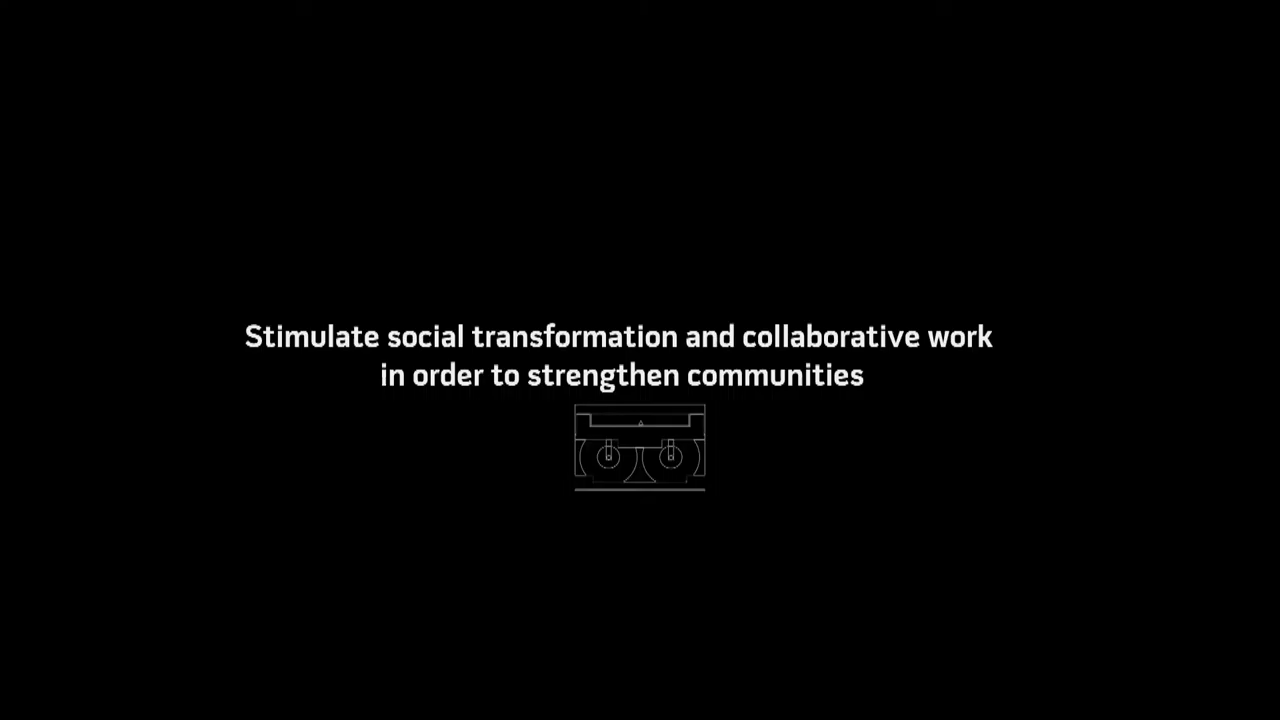 Stimulate social transformation and collaborative work
in order to strengthen communities